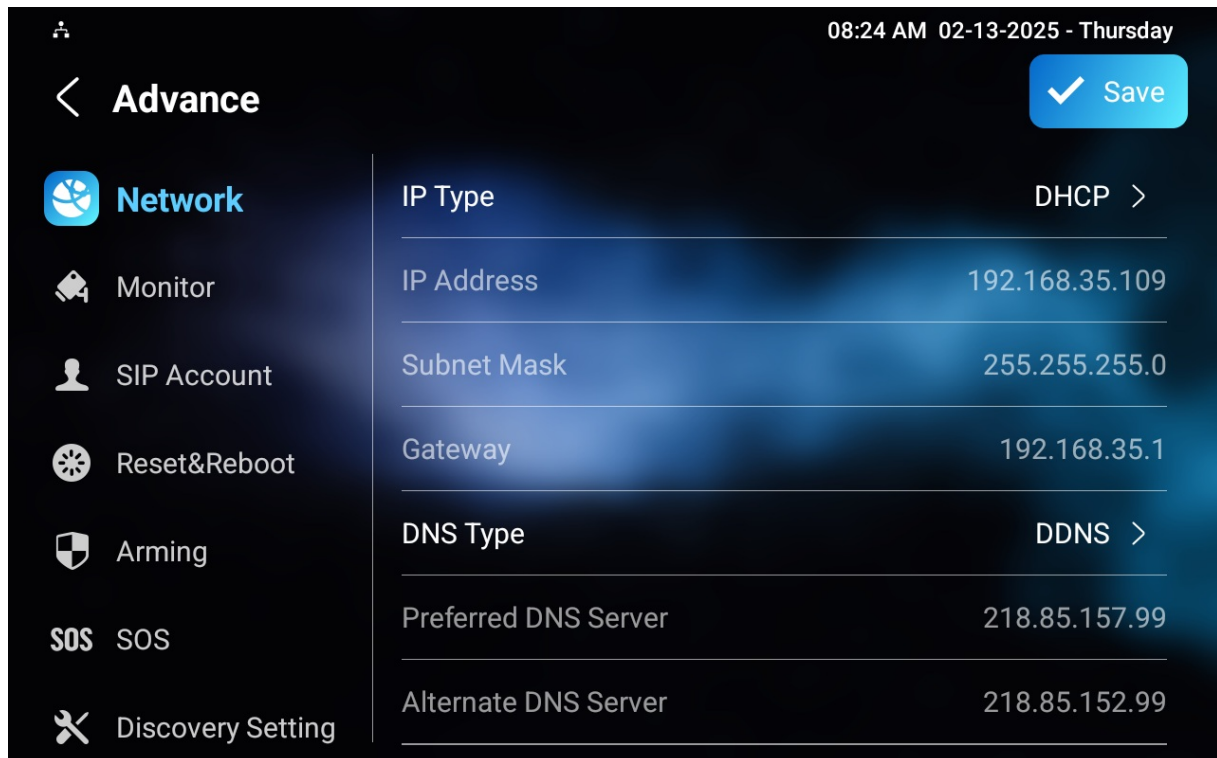 08:24 AM 02-13-2025 - Thursday
Advance
Save
Network
Monitor
SIP Account
Reset&Reboot
Arming
SOS SOS
Discovery Setting
IP Type DHCP
IP Address 192.168.35.109
Subnet Mask 255.255.255.0
Gateway 192.168.35.1
DNS Type DDNS
Preferred DNS Server 218.85.157.99
Alternate DNS Server 218.85.152.99